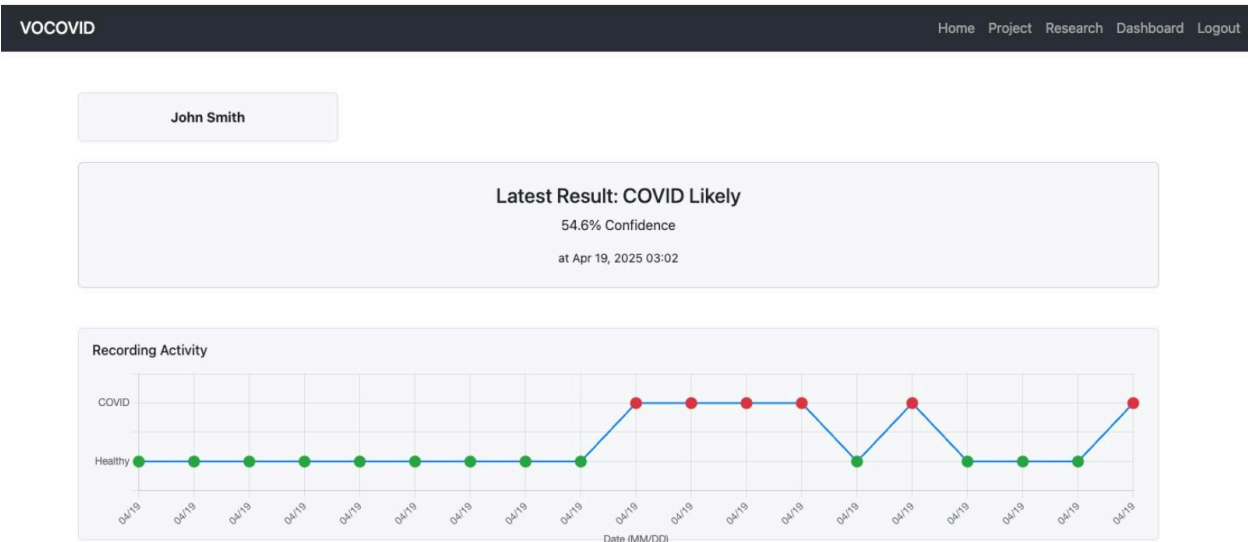 VOCOVID Home Project Research Dashboard Logout
John Smith
Latest Result: COVID Likely
54.6% Confidence
at Apr 19, 2025 03:02
Recording Activity
COVID
Healthy
04/19 04/19 04/19 04/19 04/19 04/19 04/19 04/19 04/19 04/19 04/19 04/19 04/19 04/19 04/19 04/19 04/19 04/19 04/19
Date (MM/DD)